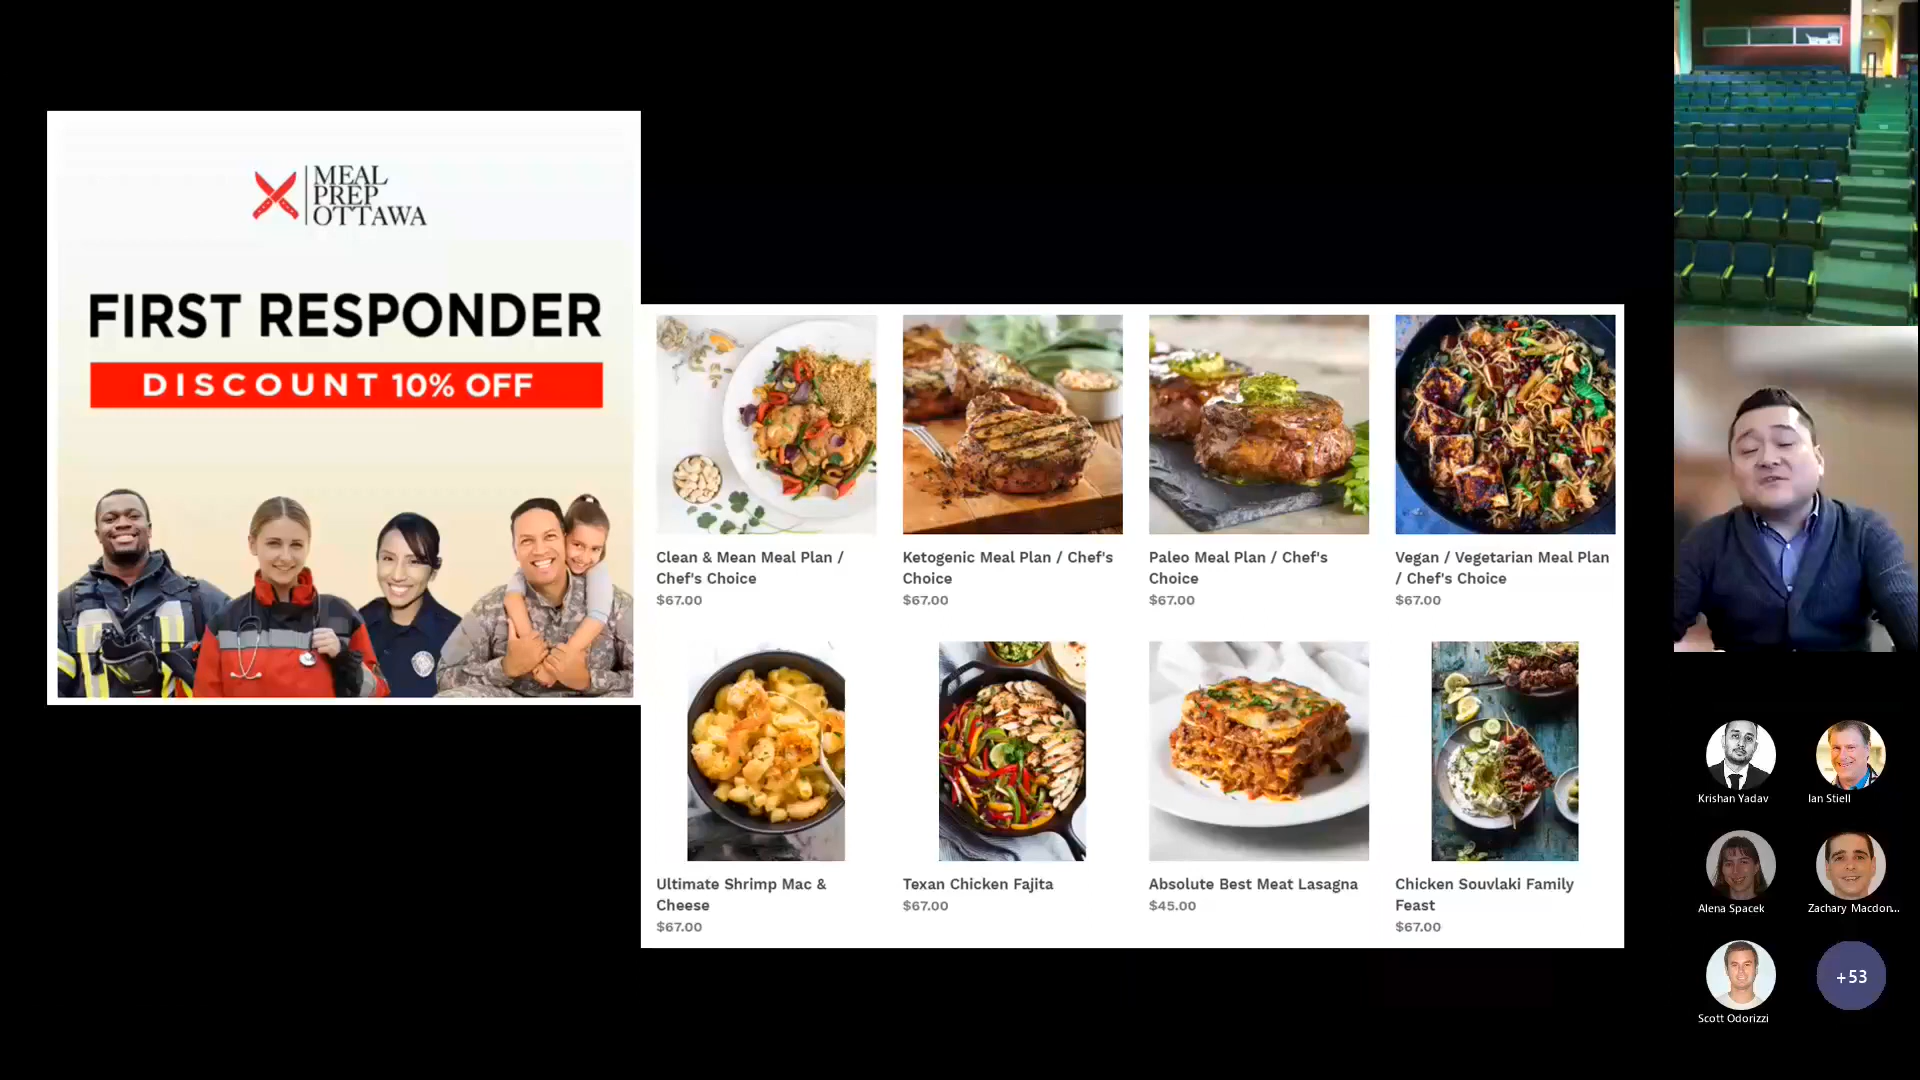 MEAL
PREP
OTTAWA
FIRST RESPONDER
DISCOUNT 10% OFF
Clean & Mean Meal Plan /
Chef's Choice
$67.00
Ketogenic Meal Plan / Chef's
Choice
$67.00
Paleo Meal Plan / Chef's
Choice
$67.00
Vegan / Vegetarian Meal Plan
/ Chef's Choice
$67.00
Ultimate Shrimp Mac &
Cheese
$67.00
Texan Chicken Fajita
$67.00
Absolute Best Meat Lasagna
$45.00
Chicken Souvlaki Family
Feast
$67.00
Krishan Yadav
Ian Stiell
Alena Spacek
Zachary Macdon...
Scott Odorizzi
+53